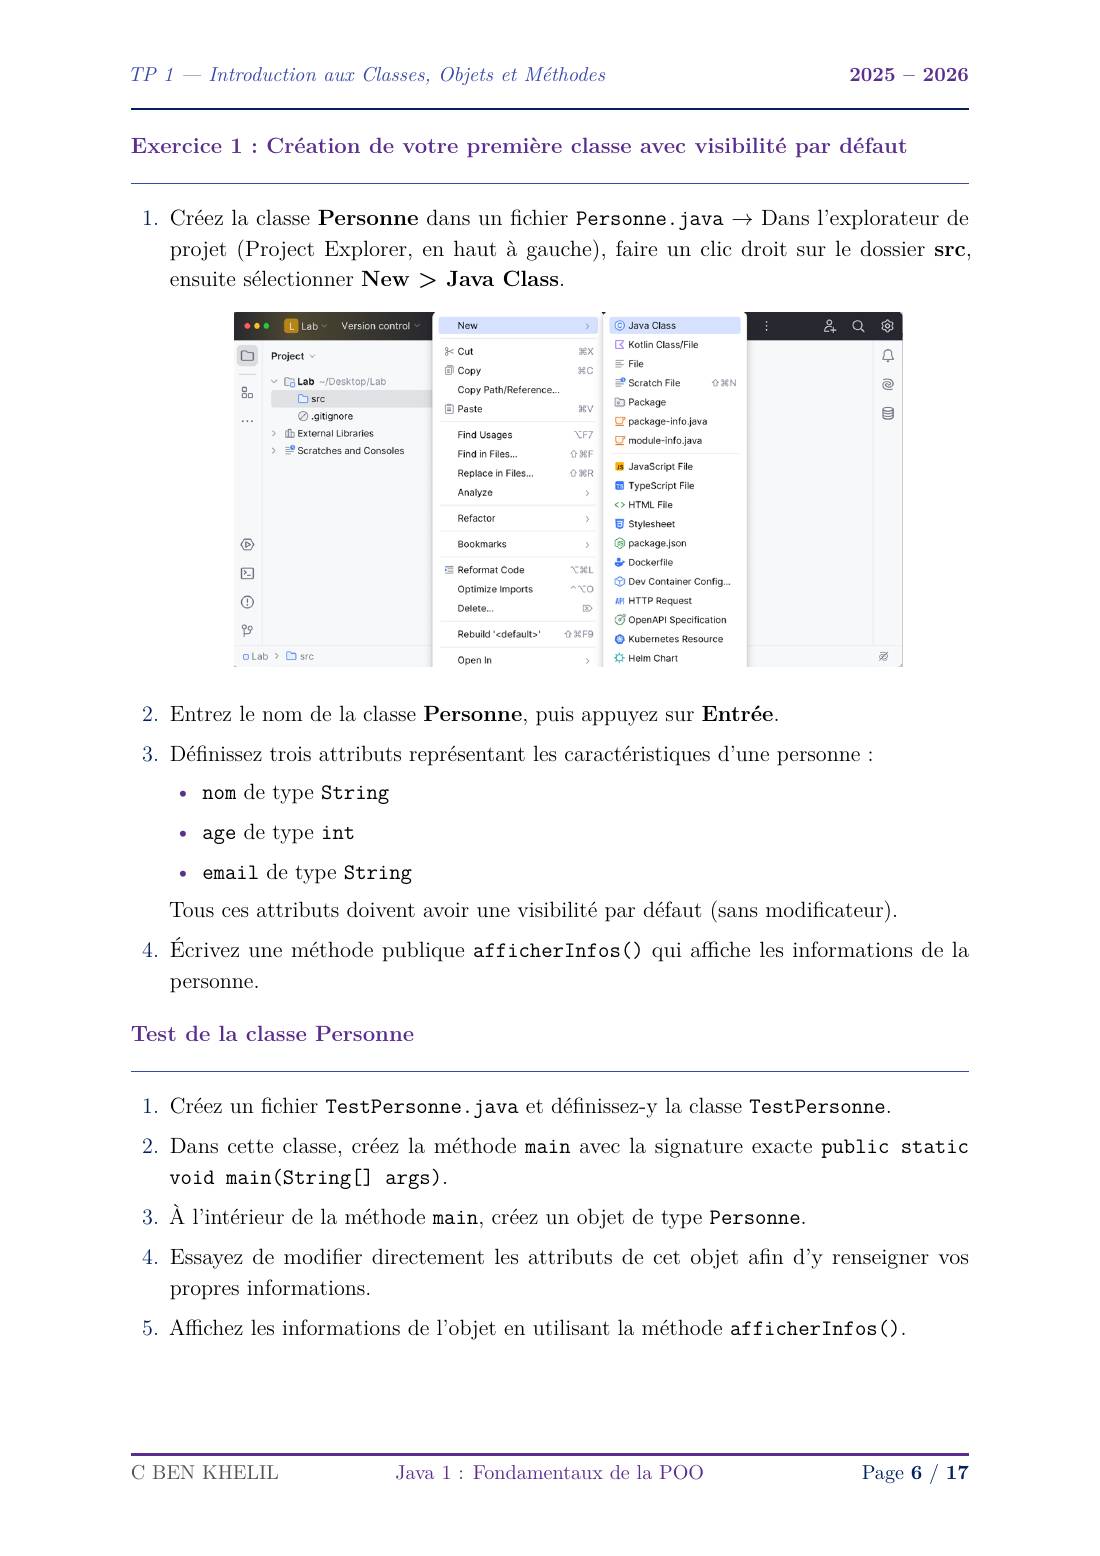 TP 1 — Introduction aux Classes, Objets et Méthodes 2025 – 2026
Exercice 1 : Création de votre première classe avec visibilité par défaut
1. Créez la classe Personne dans un fichier Personne.java → Dans l'explorateur de
projet (Project Explorer, en haut à gauche), faire un clic droit sur le dossier src,
ensuite sélectionner New > Java Class.
L Lab Version control
Project
Lab ~/Desktop/Lab
src
.gitignore
External Libraries
Scratches and Consoles
Lab > src
New
Cut ⌘X
Copy ⌘C
Copy Path/Reference...
Paste ⌘V
Find Usages ⌥F7
Find in Files... ⇧⌘F
Replace in Files... ⇧⌘R
Analyze
Refactor
Bookmarks
Reformat Code ⌥⌘L
Optimize Imports ^⌥O
Delete... ⌦
Rebuild '<default>' ⇧⌘F9
Open In
Java Class
Kotlin Class/File
File
Scratch File ⇧⌘N
Package
package-info.java
module-info.java
JS JavaScript File
TS TypeScript File
HTML File
Stylesheet
package.json
Dockerfile
Dev Container Config...
API HTTP Request
OpenAPI Specification
Kubernetes Resource
Helm Chart
2. Entrez le nom de la classe Personne, puis appuyez sur Entrée.
3. Définissez trois attributs représentant les caractéristiques d'une personne :
• nom de type String
• age de type int
• email de type String
Tous ces attributs doivent avoir une visibilité par défaut (sans modificateur).
4. Écrivez une méthode publique afficherInfos() qui affiche les informations de la
personne.
Test de la classe Personne
1. Créez un fichier TestPersonne.java et définissez-y la classe TestPersonne.
2. Dans cette classe, créez la méthode main avec la signature exacte public static
void main(String[] args).
3. À l'intérieur de la méthode main, créez un objet de type Personne.
4. Essayez de modifier directement les attributs de cet objet afin d'y renseigner vos
propres informations.
5. Affichez les informations de l'objet en utilisant la méthode afficherInfos().
C BEN KHELIL Java 1 : Fondamentaux de la POO Page 6 / 17